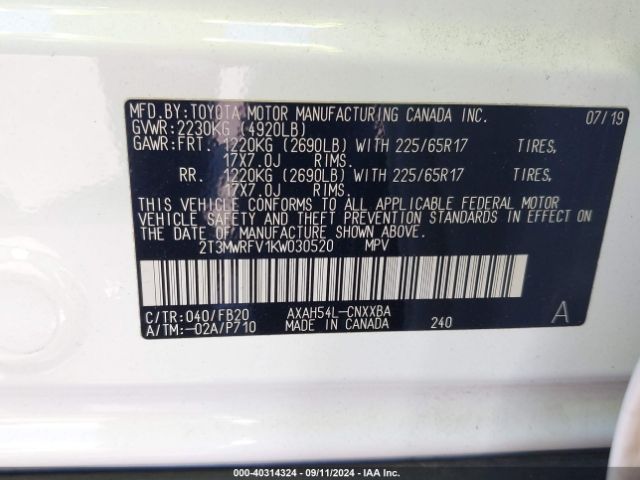 MFD.BY:TOYOTA MOTOR MANUFACTURING CANADA INC. 07/19
GVWR:2230KG (4920LB)
GAWR:FRT. 1220KG (2690LB) WITH 225/65R17 TIRES,
17X7.0J RIMS.
RR. 1220KG (2690LB) WITH 225/65R17 TIRES,
17X7.0J RIMS.
THIS VEHICLE CONFORMS TO ALL APPLICABLE FEDERAL MOTOR
VEHICLE SAFETY AND THEFT PREVENTION STANDARDS IN EFFECT ON
THE DATE OF MANUFACTURE SHOWN ABOVE.
2T3MWRFV1KW030520 MPV
C/TR:040/FB20 AXAH54L-CNXXBA A
A/TM:-02A/P710 MADE IN CANADA 240
000-40314324 - 09/11/2024 - IAA Inc.